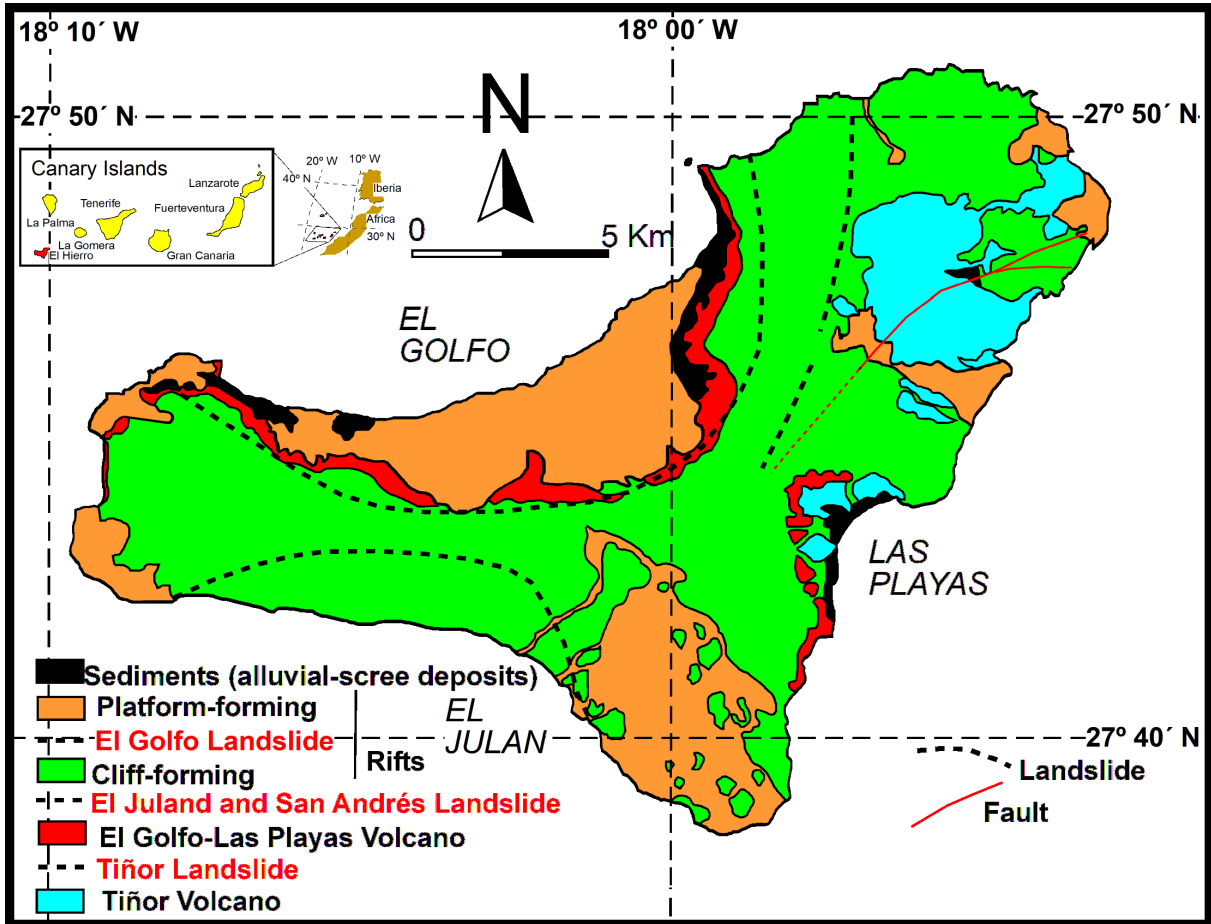 18º 10´ W
18º 00´ W
27º 50´ N
27º 50´ N
N
Canary Islands
Lanzarote
Tenerife
Fuerteventura
La Palma
La Gomera
El Hierro
Gran Canaria
20º W
10º W
40º N
Iberia
Africa
30º N
0
5 Km
EL
GOLFO
LAS
PLAYAS
Sediments (alluvial-scree deposits)
Platform-forming
EL
JULAN
El Golfo Landslide
Rifts
27º 40´ N
Cliff-forming
Landslide
El Juland and San Andrés Landslide
Fault
El Golfo-Las Playas Volcano
Tiñor Landslide
Tiñor Volcano